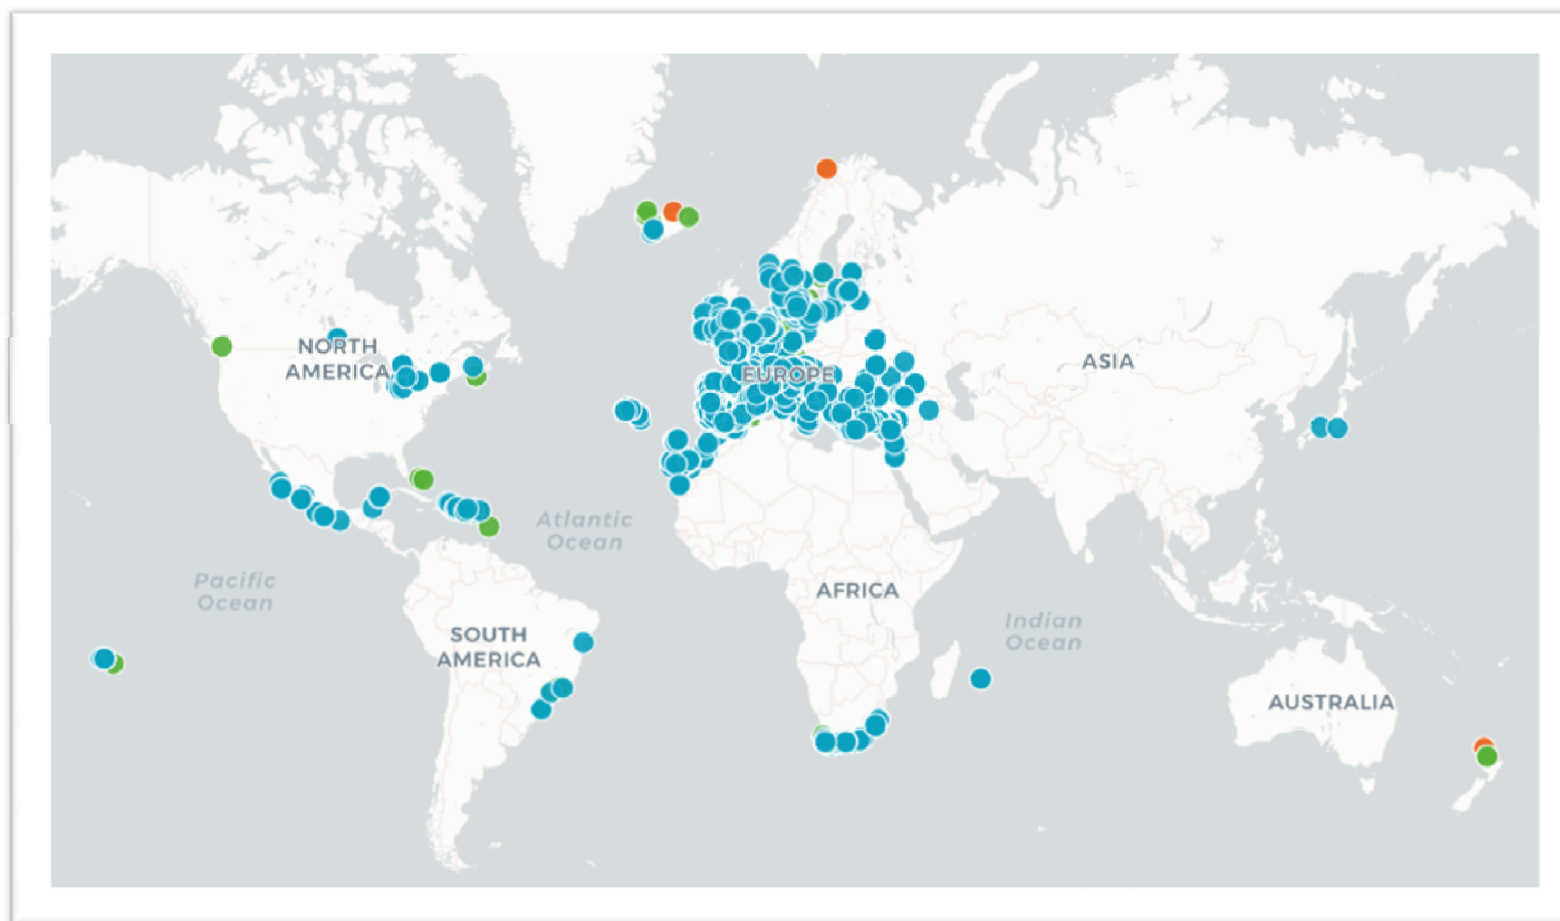 NORTH
AMERICA
EUROPE
ASIA
Atlantic
Ocean
Pacific
Ocean
AFRICA
SOUTH
AMERICA
Indian
Ocean
AUSTRALIA